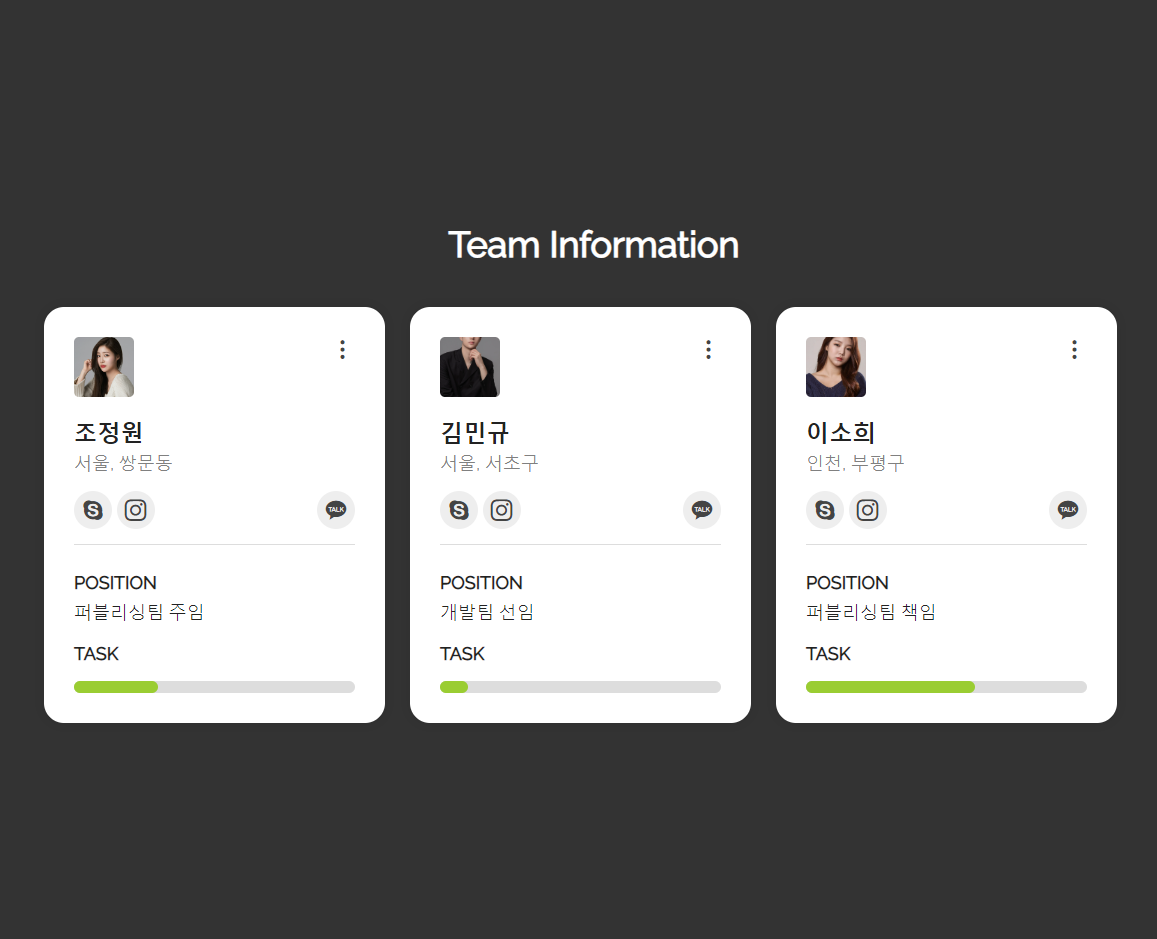 Team Information
조정원
서울, 쌍문동
TALK
POSITION
퍼블리싱팀 주임
TASK
김민규
서울, 서초구
TALK
POSITION
개발팀 선임
TASK
이소희
인천, 부평구
TALK
POSITION
퍼블리싱팀 책임
TASK